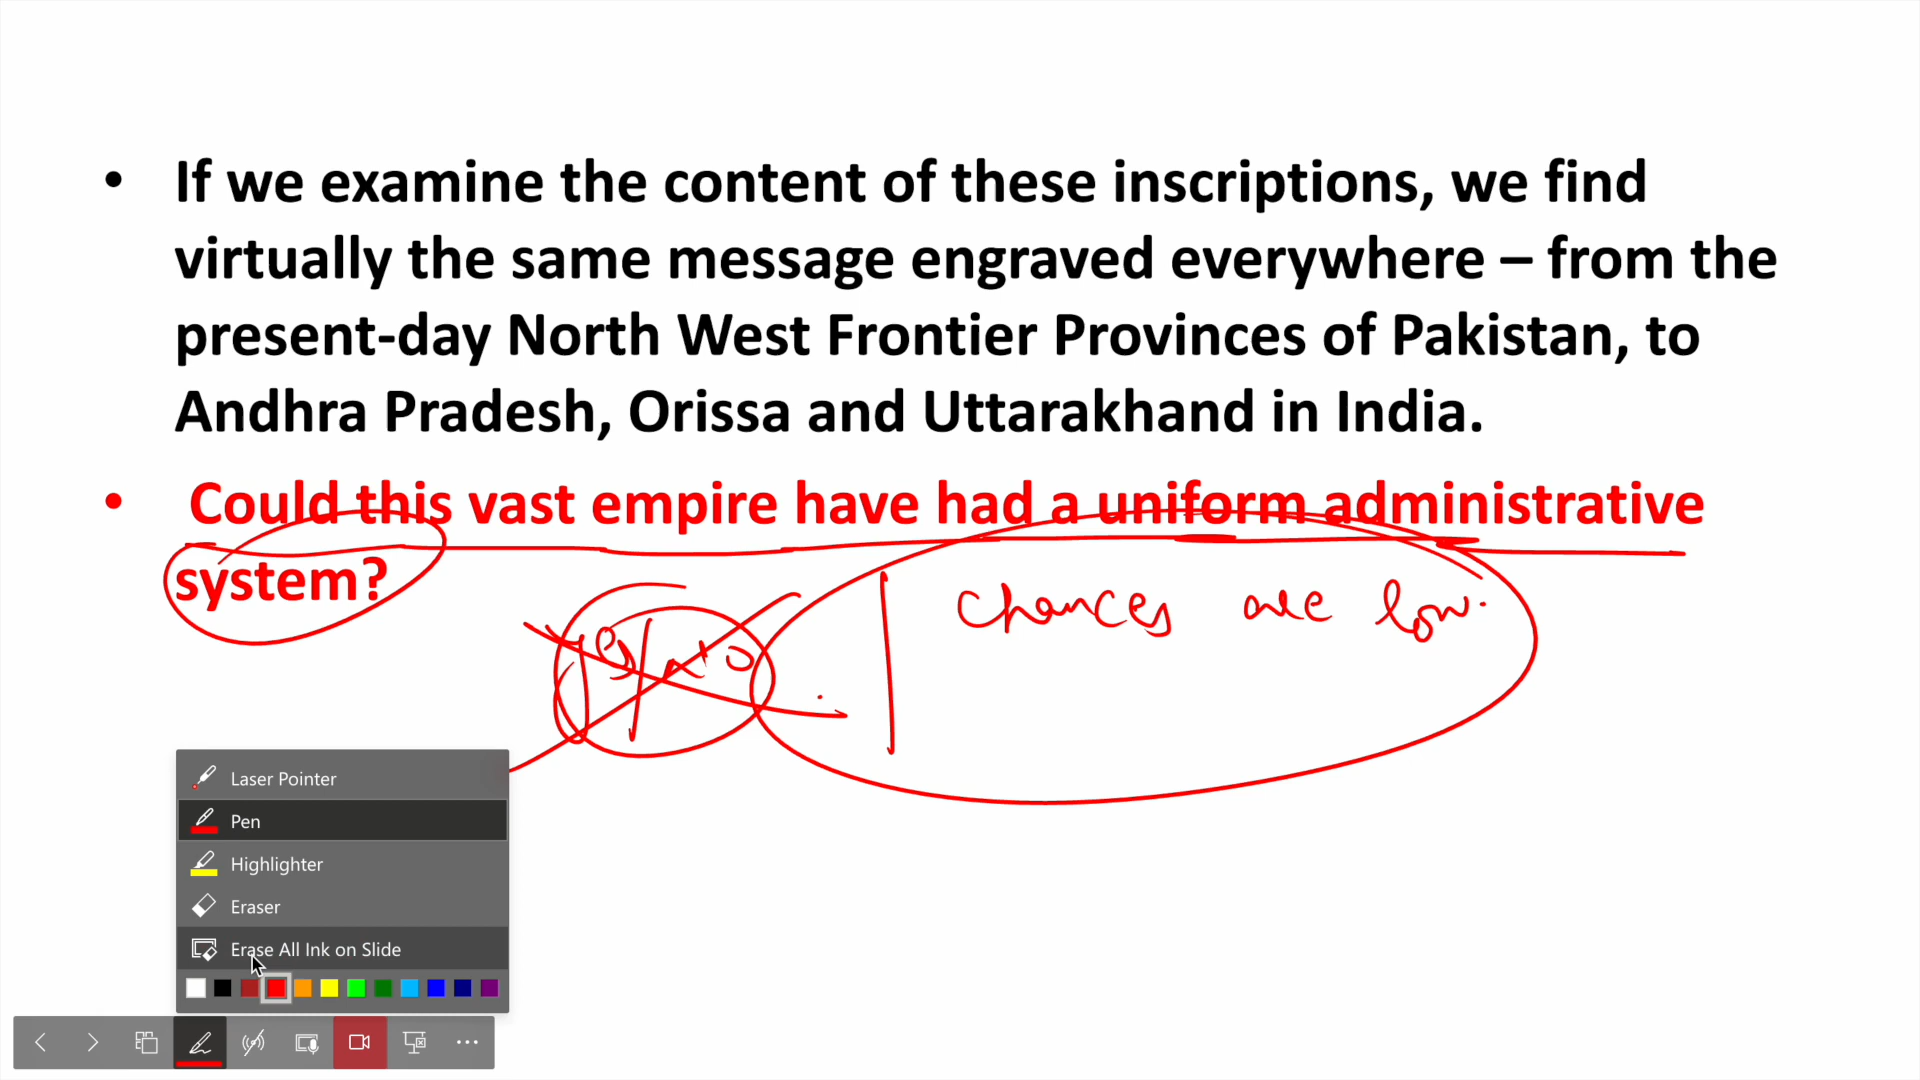 • If we examine the content of these inscriptions, we find
virtually the same message engraved everywhere – from the
present-day North West Frontier Provinces of Pakistan, to
Andhra Pradesh, Orissa and Uttarakhand in India.
• Could this vast empire have had a uniform administrative
system?
chances are low.
Yes/No
Laser Pointer
Pen
Highlighter
Eraser
Erase All Ink on Slide